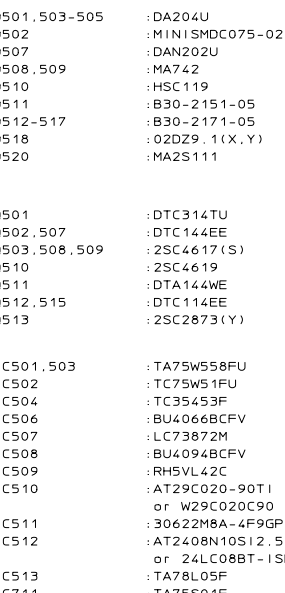 501,503-505 :DA204U
502 :MINISMDC075-02
507 :DAN202U
508,509 :MA742
510 :HSC119
511 :B30-2151-05
512-517 :B30-2171-05
518 :02DZ9.1(X,Y)
520 :MA2S111
501 :DTC314TU
502,507 :DTC144EE
503,508,509 :2SC4617(S)
510 :2SC4619
511 :DTA144WE
512,515 :DTC114EE
513 :2SC2873(Y)
C501,503 :TA75W558FU
C502 :TC75W51FU
C504 :TC35453F
C506 :BU4066BCFV
C507 :LC73872M
C508 :BU4094BCFV
C509 :RH5VL42C
C510 :AT29C020-90TI
or W29C020C90
C511 :30622M8A-4F9GP
C512 :AT2408N10SI2.5
or 24LC08BT-IS
C513 :TA78L05F